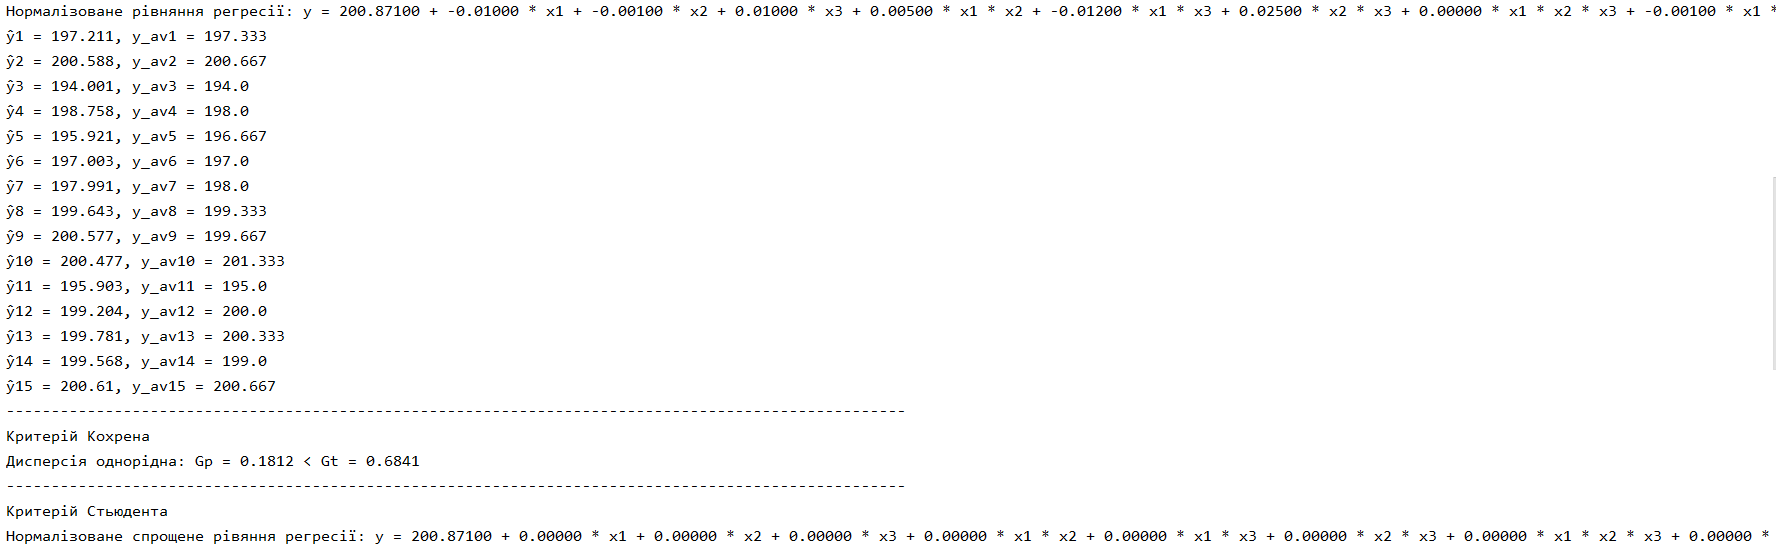 Нормалізоване рівняння регресії: y = 200.87100 + -0.01000 * x1 + -0.00100 * x2 + 0.01000 * x3 + 0.00500 * x1 * x2 + -0.01200 * x1 * x3 + 0.02500 * x2 * x3 + 0.00000 * x1 * x2 * x3 + -0.00100 * x1 *
ŷ1 = 197.211, y_av1 = 197.333
ŷ2 = 200.588, y_av2 = 200.667
ŷ3 = 194.001, y_av3 = 194.0
ŷ4 = 198.758, y_av4 = 198.0
ŷ5 = 195.921, y_av5 = 196.667
ŷ6 = 197.003, y_av6 = 197.0
ŷ7 = 197.991, y_av7 = 198.0
ŷ8 = 199.643, y_av8 = 199.333
ŷ9 = 200.577, y_av9 = 199.667
ŷ10 = 200.477, y_av10 = 201.333
ŷ11 = 195.903, y_av11 = 195.0
ŷ12 = 199.204, y_av12 = 200.0
ŷ13 = 199.781, y_av13 = 200.333
ŷ14 = 199.568, y_av14 = 199.0
ŷ15 = 200.61, y_av15 = 200.667
----------------------------------------------------------------------------------------------------
Критерій Кохрена
Дисперсія однорідна: Gp = 0.1812 < Gt = 0.6841
----------------------------------------------------------------------------------------------------
Критерій Стьюдента
Нормалізоване спрощене рівяння регресії: y = 200.87100 + 0.00000 * x1 + 0.00000 * x2 + 0.00000 * x3 + 0.00000 * x1 * x2 + 0.00000 * x1 * x3 + 0.00000 * x2 * x3 + 0.00000 * x1 * x2 * x3 + 0.00000 *